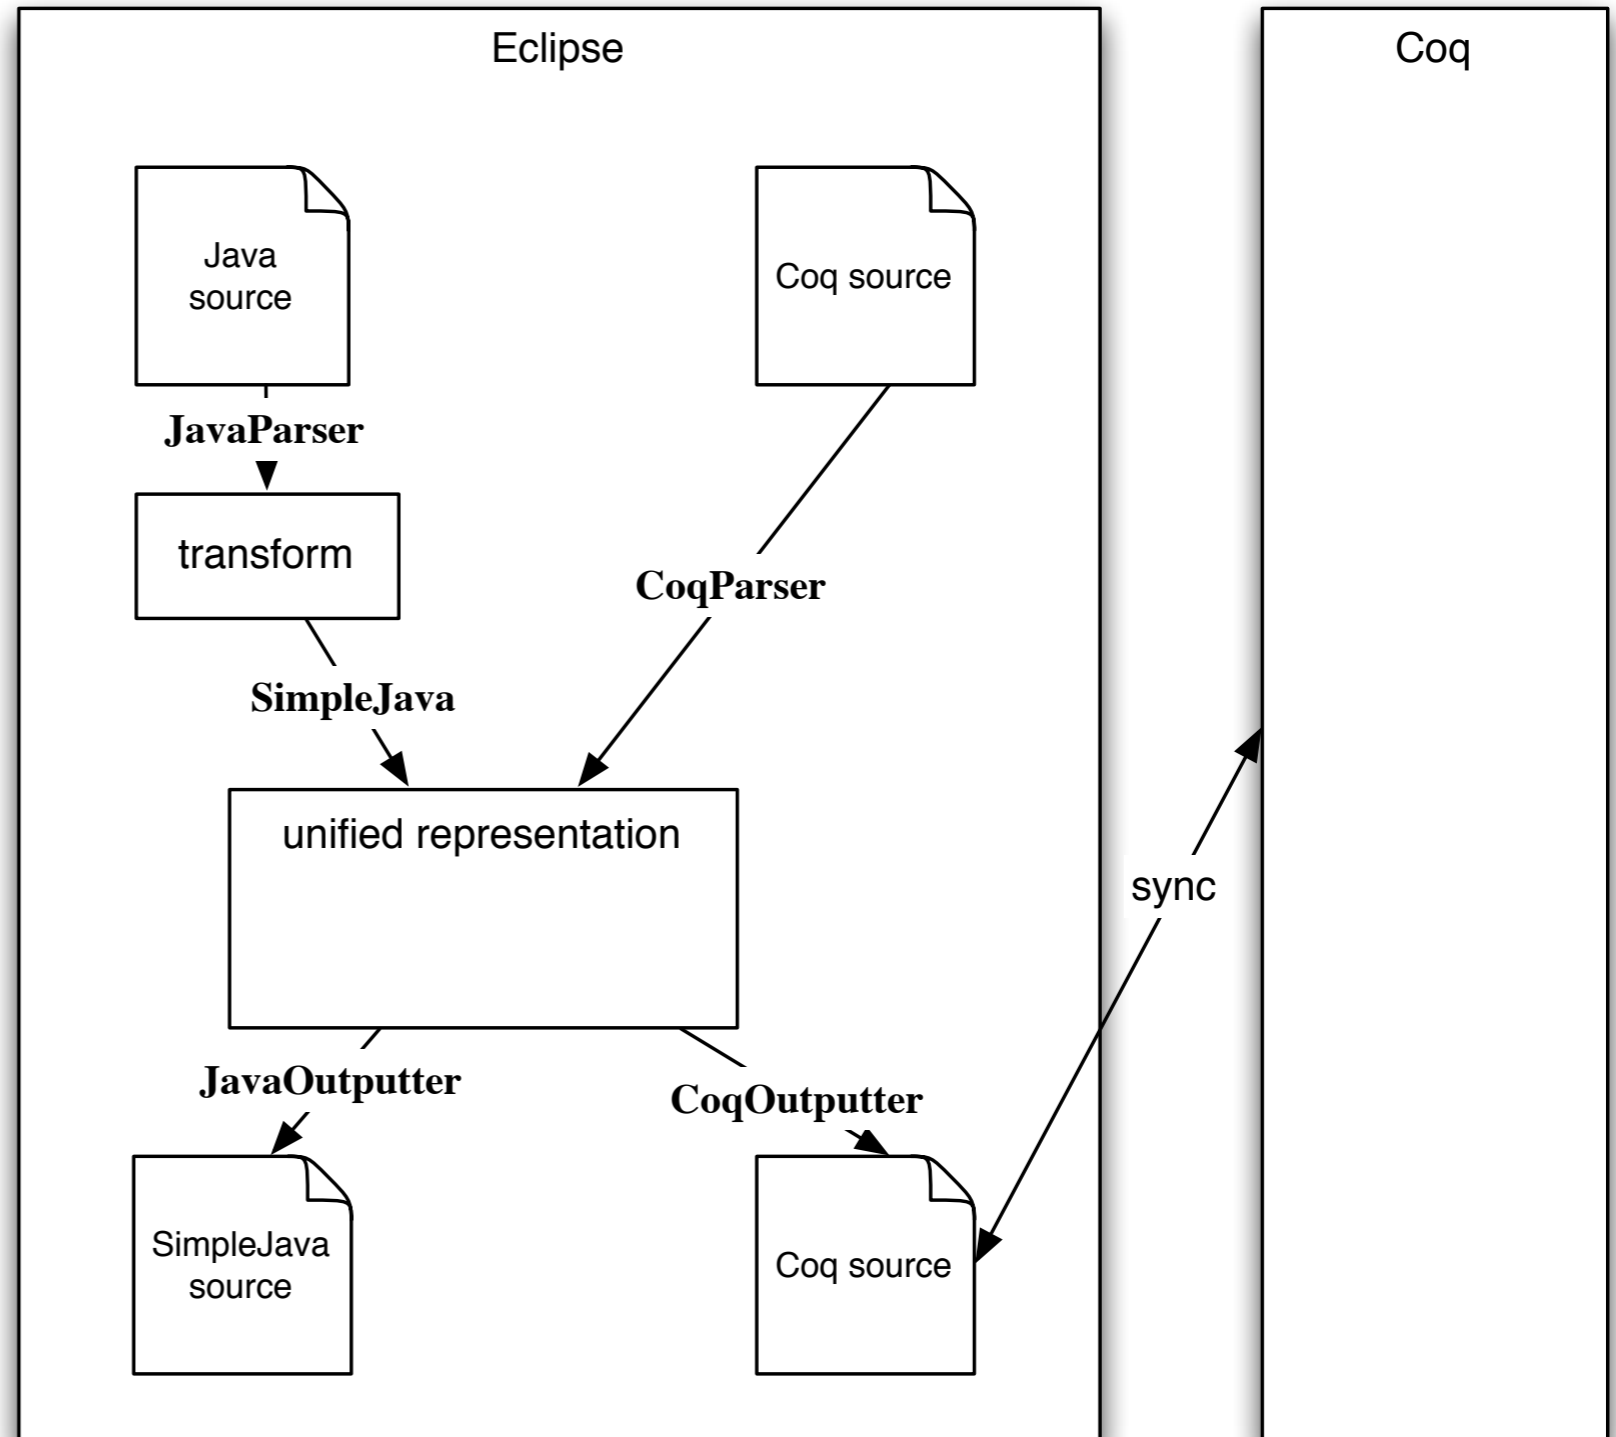 Eclipse
Coq
Java
source
Coq source
JavaParser
transform
CoqParser
SimpleJava
unified representation
sync
JavaOutputter
CoqOutputter
SimpleJava
source
Coq source